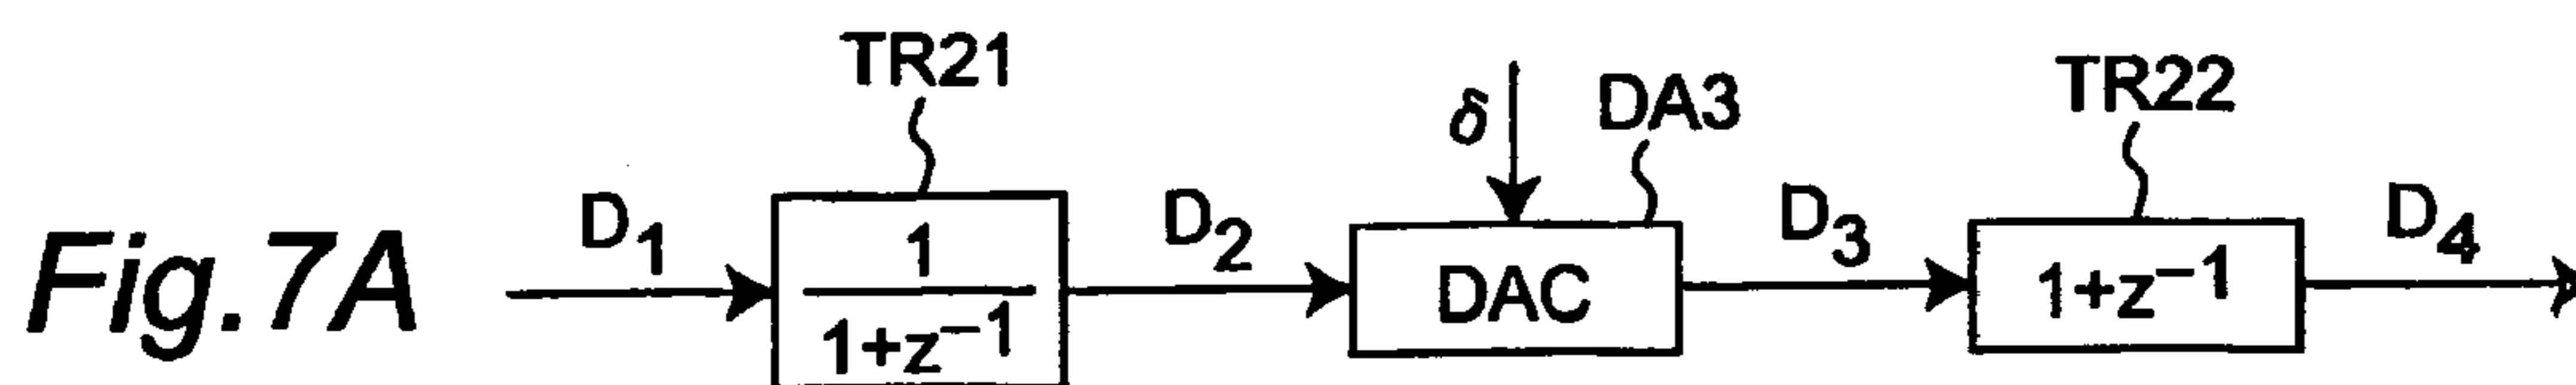 Fig.7A
D₁
TR21
1
1+z⁻¹
D₂
δ
DA3
DAC
D₃
TR22
1+z⁻¹
D₄